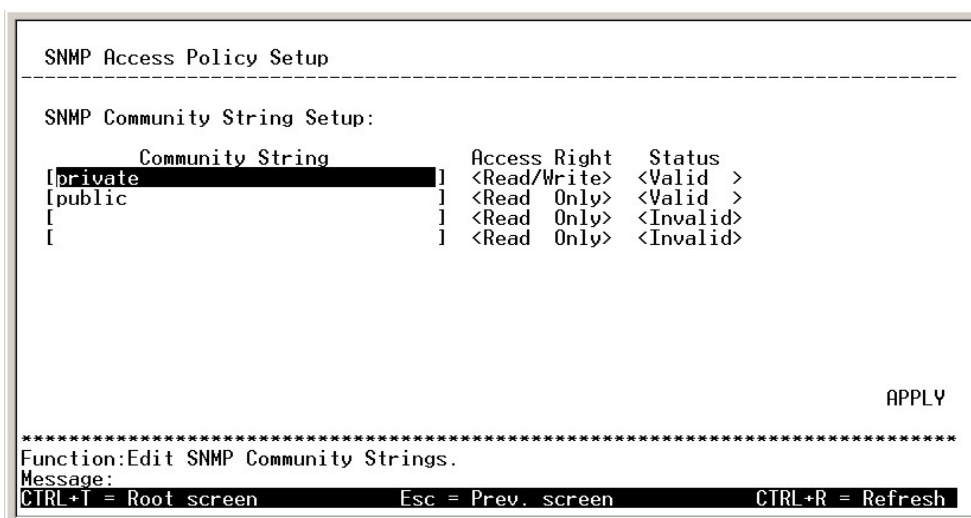 SNMP Access Policy Setup
--------------------------------------------------------------------------------
SNMP Community String Setup:
Community String Access Right Status
[private ] <Read/Write> <Valid >
[public ] <Read Only> <Valid >
[ ] <Read Only> <Invalid>
[ ] <Read Only> <Invalid>
APPLY
********************************************************************************
Function:Edit SNMP Community Strings.
Message:
CTRL+T = Root screen Esc = Prev. screen CTRL+R = Refresh